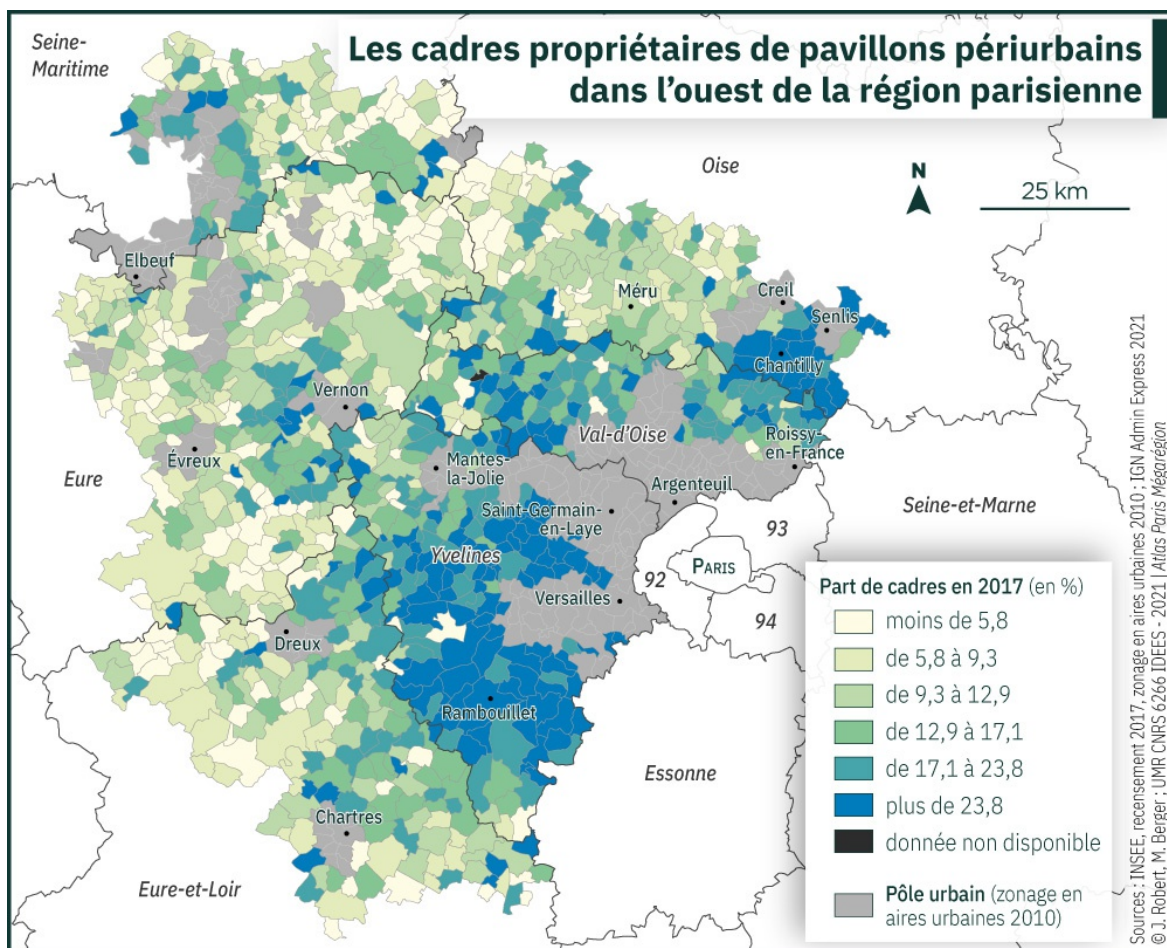 Les cadres propriétaires de pavillons périurbains
dans l'ouest de la région parisienne
Seine-
Maritime
Oise
N
25 km
Elbeuf
Méru
Creil
Senlis
Chantilly
Vernon
Val-d'Oise
Roissy-
en-France
Évreux
Mantes-
la-Jolie
Argenteuil
Eure
Saint-Germain-
en-Laye
Seine-et-Marne
93
Yvelines
92
PARIS
Versailles
94
Dreux
Rambouillet
Essonne
Chartres
Eure-et-Loir
Part de cadres en 2017 (en %)
moins de 5,8
de 5,8 à 9,3
de 9,3 à 12,9
de 12,9 à 17,1
de 17,1 à 23,8
plus de 23,8
donnée non disponible
Pôle urbain (zonage en
aires urbaines 2010)
Sources : INSEE, recensement 2017, zonage en aires urbaines 2010 ; IGN Admin Express 2021
© J. Robert, M. Berger ; UMR CNRS 6266 IDEES - 2021 | Atlas Paris Mégarégion